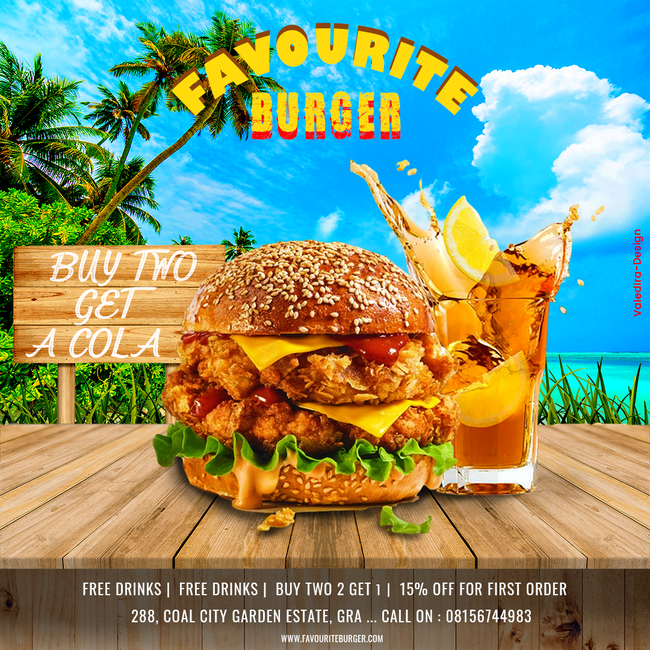 FAVOURITE
BURGER
BUY TWO
GET
A COLA
Valedira-Design
FREE DRINKS | FREE DRINKS | BUY TWO 2 GET 1 | 15% OFF FOR FIRST ORDER
288, COAL CITY GARDEN ESTATE, GRA ... CALL ON : 08156744983
WWW.FAVOURITEBURGER.COM